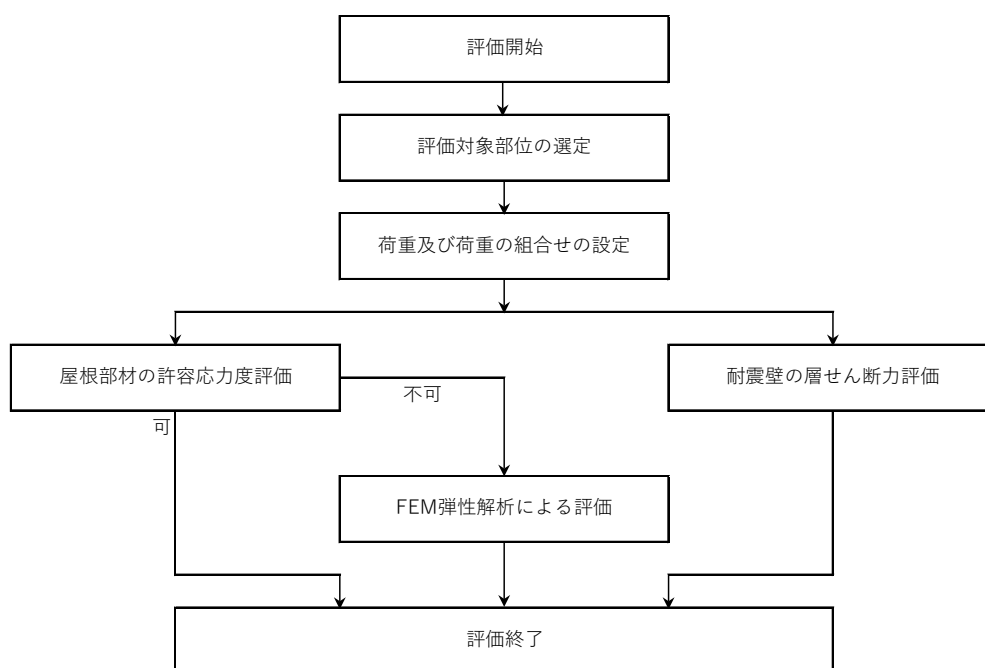 評価開始
評価対象部位の選定
荷重及び荷重の組合せの設定
屋根部材の許容応力度評価
耐震壁の層せん断力評価
不可
可
FEM弾性解析による評価
評価終了